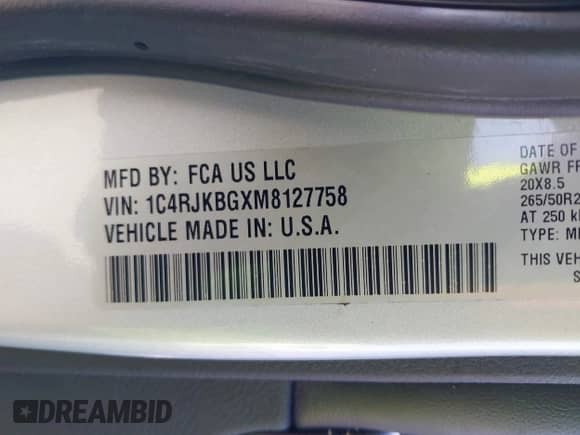 MFD BY: FCA US LLC
VIN: 1C4RJKBGXM8127758
VEHICLE MADE IN: U.S.A.
DATE OF
GAWR FR
20X8.5
265/50R2
AT 250 k
TYPE: M
THIS VEH
S
DREAMBID